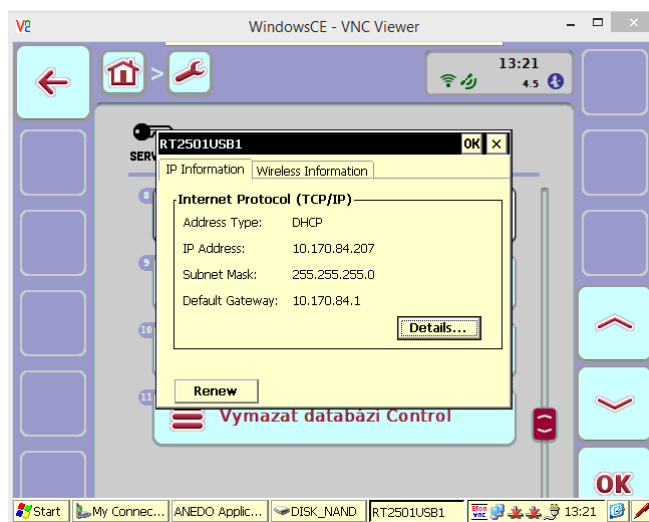 WindowsCE - VNC Viewer
13:21
4.5
RT2501USB1
OK
IP Information
Wireless Information
Internet Protocol (TCP/IP)
Address Type: DHCP
IP Address: 10.170.84.207
Subnet Mask: 255.255.255.0
Default Gateway: 10.170.84.1
Details...
Renew
8
9
10
11
Vymazat databázi Control
OK
Start
My Connec...
ANEDO Applic...
DISK_NAND
RT2501USB1
13:21